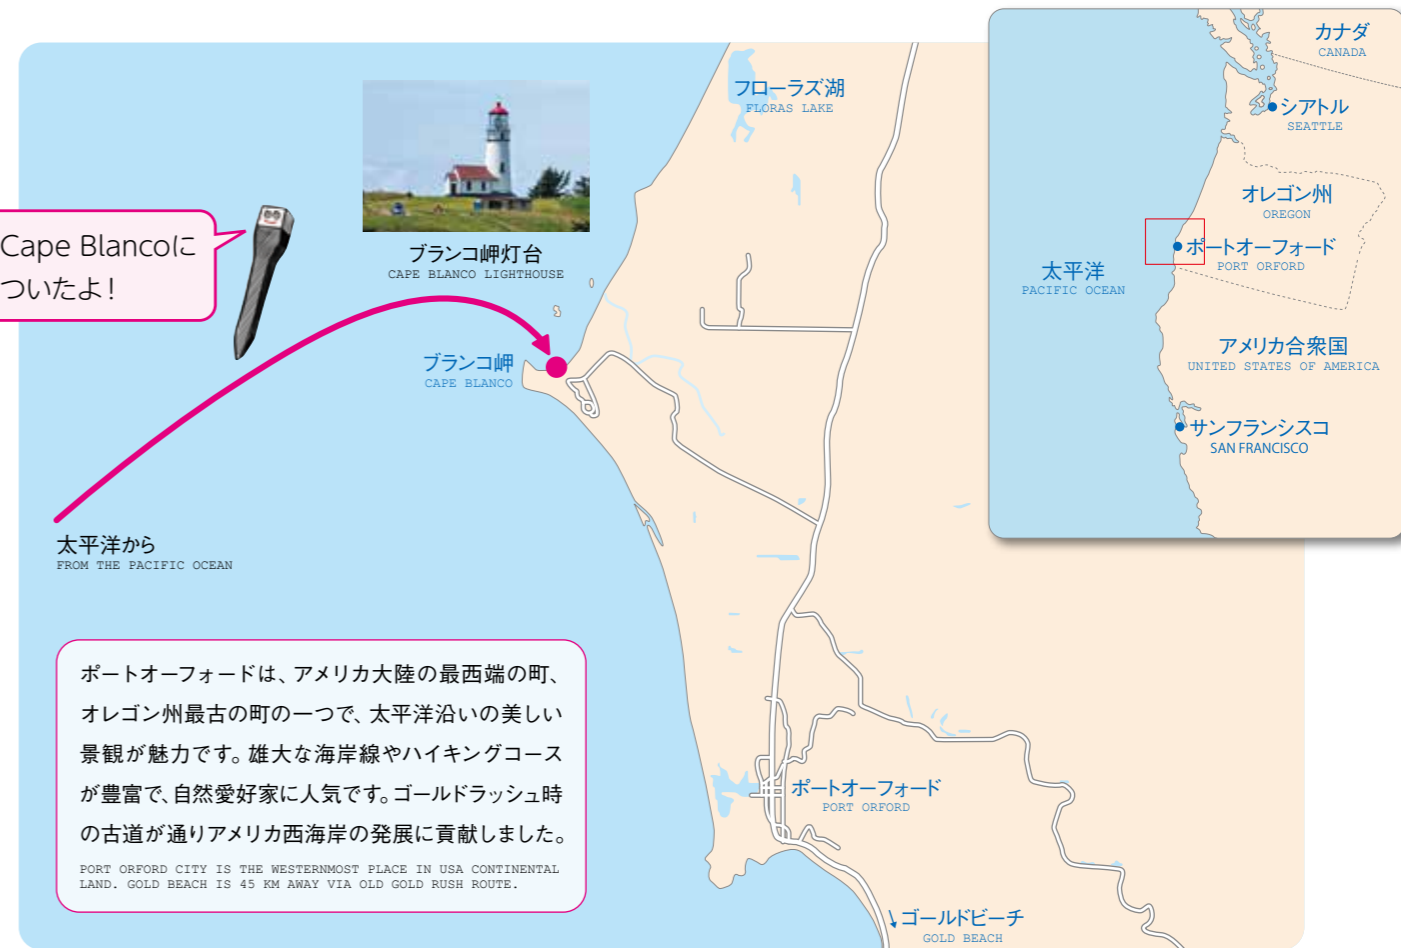 カナダ
CANADA
シアトル
SEATTLE
オレゴン州
OREGON
ポートオーフォード
PORT ORFORD
太平洋
PACIFIC OCEAN
アメリカ合衆国
UNITED STATES OF AMERICA
サンフランシスコ
SAN FRANCISCO
フローラズ湖
FLORAS LAKE
Cape Blancoに
ついたよ!
ブランコ岬灯台
CAPE BLANCO LIGHTHOUSE
ブランコ岬
CAPE BLANCO
太平洋から
FROM THE PACIFIC OCEAN
ポートオーフォードは、アメリカ大陸の最西端の町、
オレゴン州最古の町の一つで、太平洋沿いの美しい
景観が魅力です。雄大な海岸線やハイキングコース
が豊富で、自然愛好家に人気です。ゴールドラッシュ時
の古道が通りアメリカ西海岸の発展に貢献しました。
PORT ORFORD CITY IS THE WESTERNMOST PLACE IN USA CONTINENTAL
LAND. GOLD BEACH IS 45 KM AWAY VIA OLD GOLD RUSH ROUTE.
ポートオーフォード
PORT ORFORD
ゴールドビーチ
GOLD BEACH